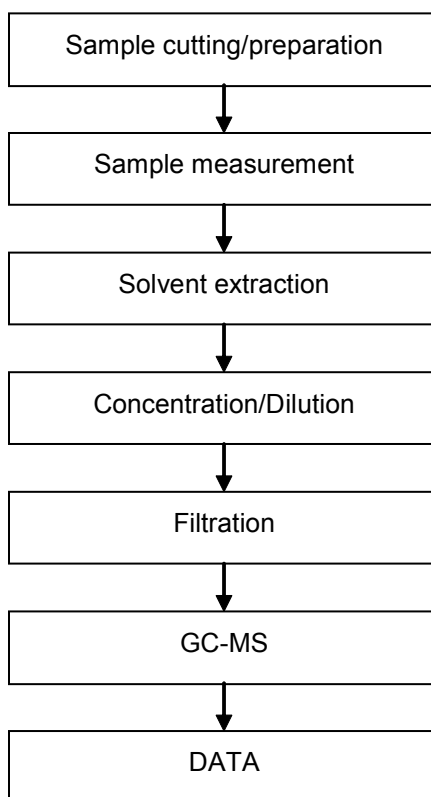 Sample cutting/preparation
Sample measurement
Solvent extraction
Concentration/Dilution
Filtration
GC-MS
DATA